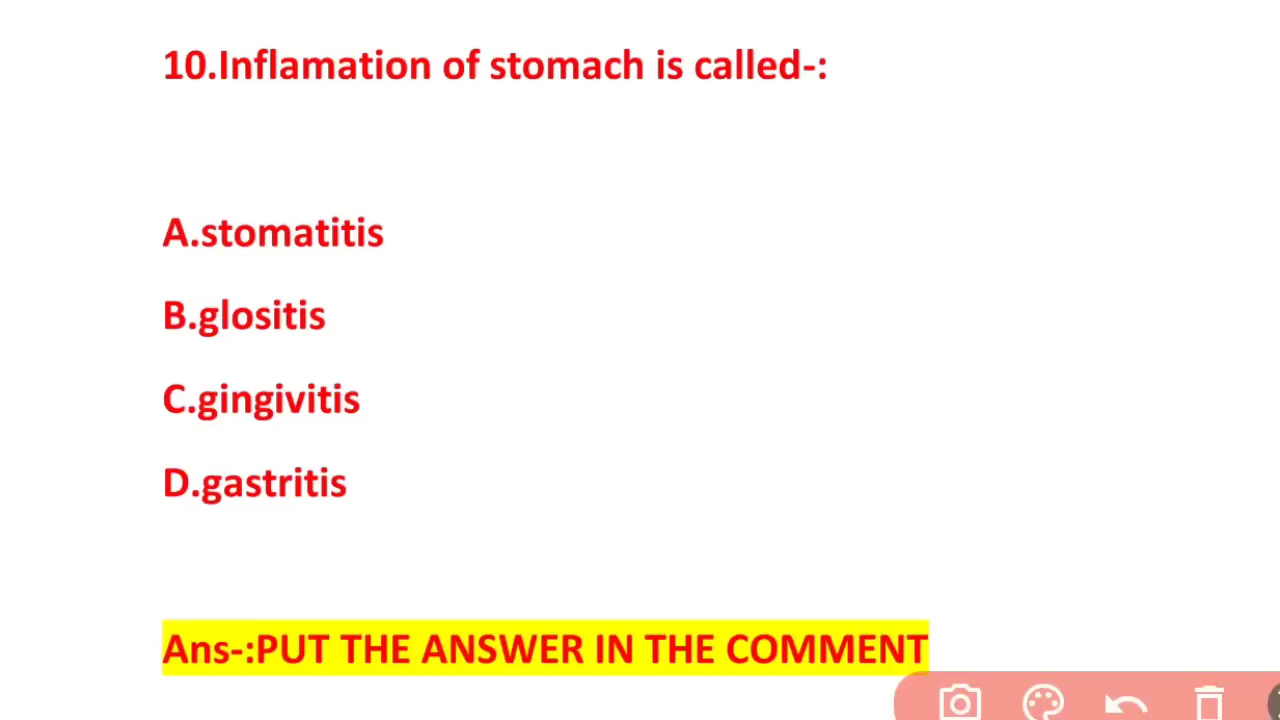 10.Inflamation of stomach is called-:
A.stomatitis
B.glositis
C.gingivitis
D.gastritis
Ans-:PUT THE ANSWER IN THE COMMENT